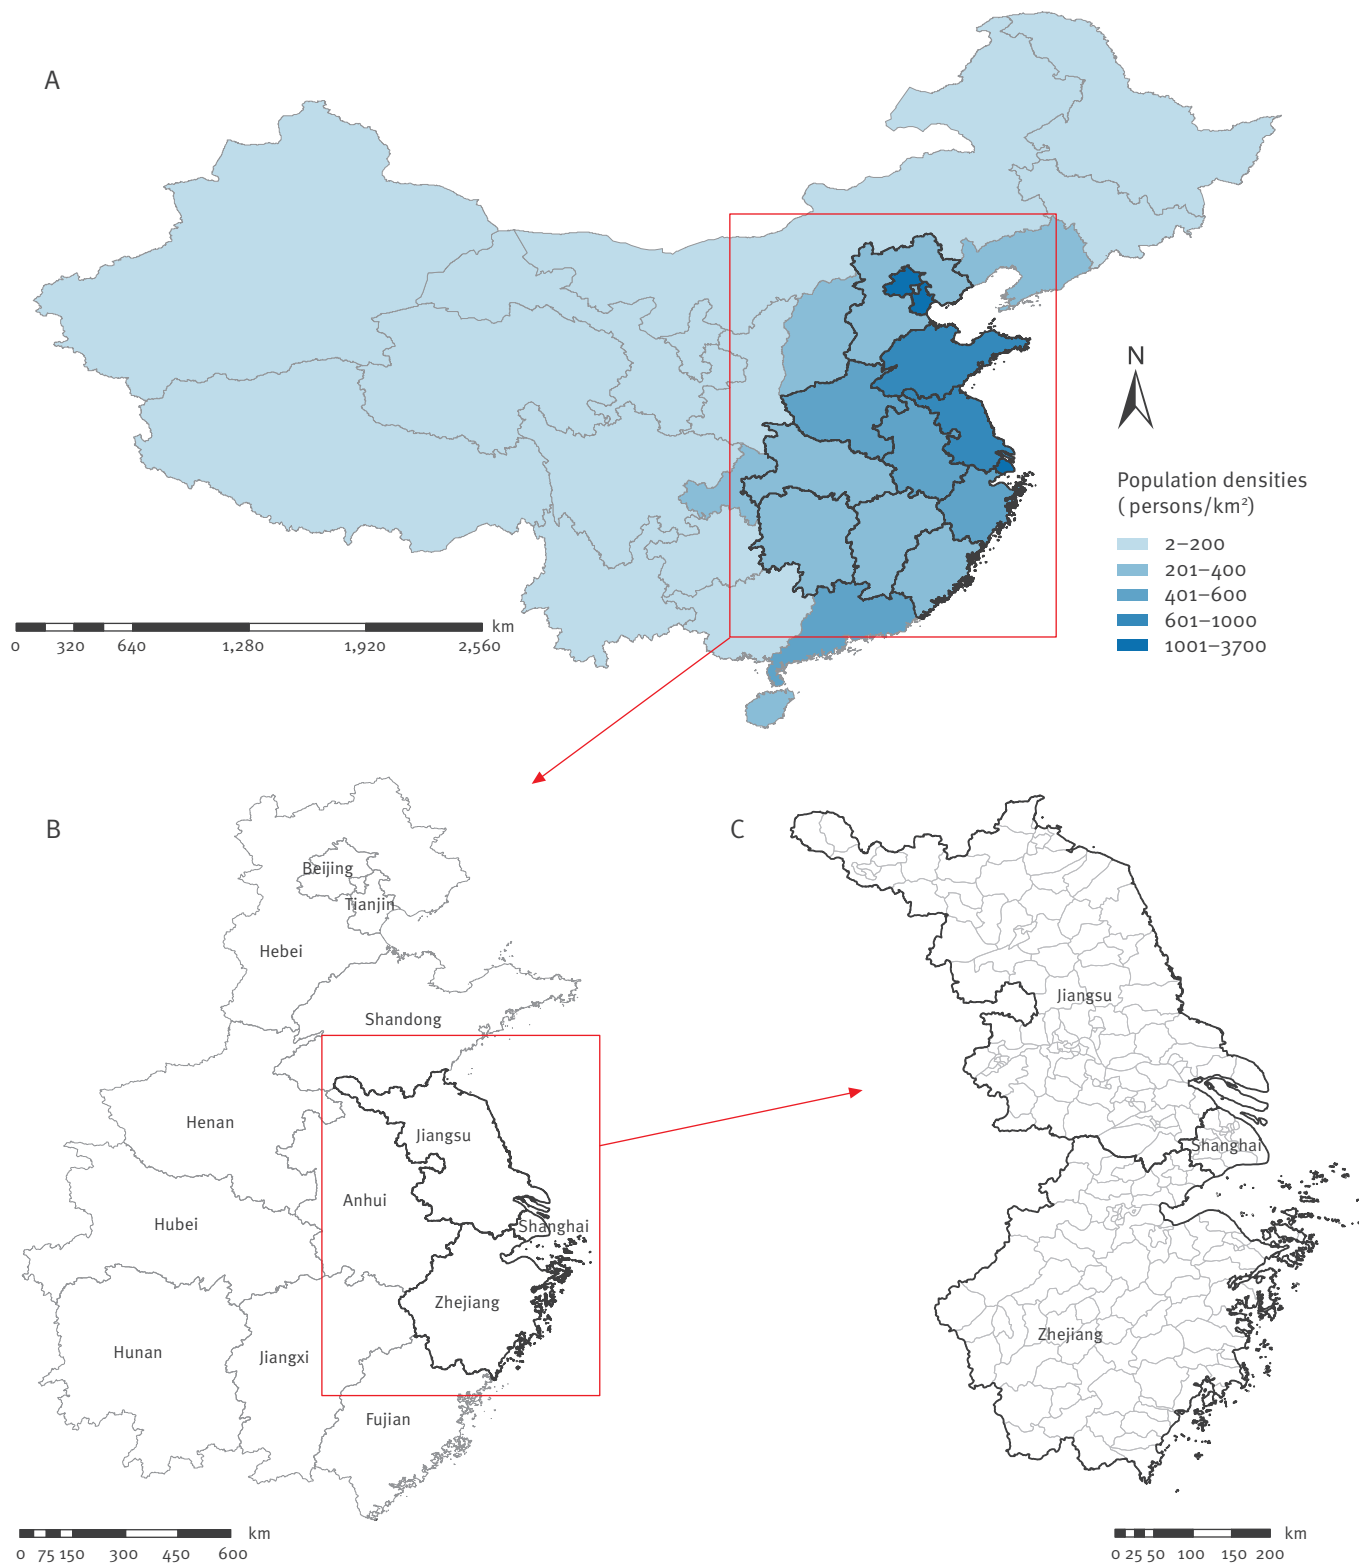 A
N
Population densities
(persons/km²)
2–200
201–400
401–600
601–1000
1001–3700
km
0 320 640 1,280 1,920 2,560
B
Beijing
Tianjin
Hebei
Shandong
Henan
Jiangsu
Anhui
Hubei
Shanghai
Zhejiang
Hunan
Jiangxi
Fujian
km
0 75 150 300 450 600
C
Jiangsu
Shanghai
Zhejiang
km
0 25 50 100 150 200